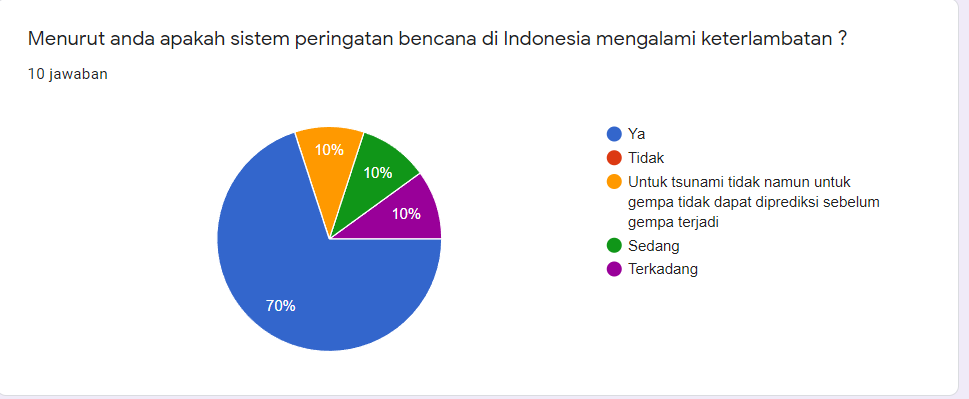 Menurut anda apakah sistem peringatan bencana di Indonesia mengalami keterlambatan ?
10 jawaban
10%
10%
10%
70%
Ya
Tidak
Untuk tsunami tidak namun untuk
gempa tidak dapat diprediksi sebelum
gempa terjadi
Sedang
Terkadang